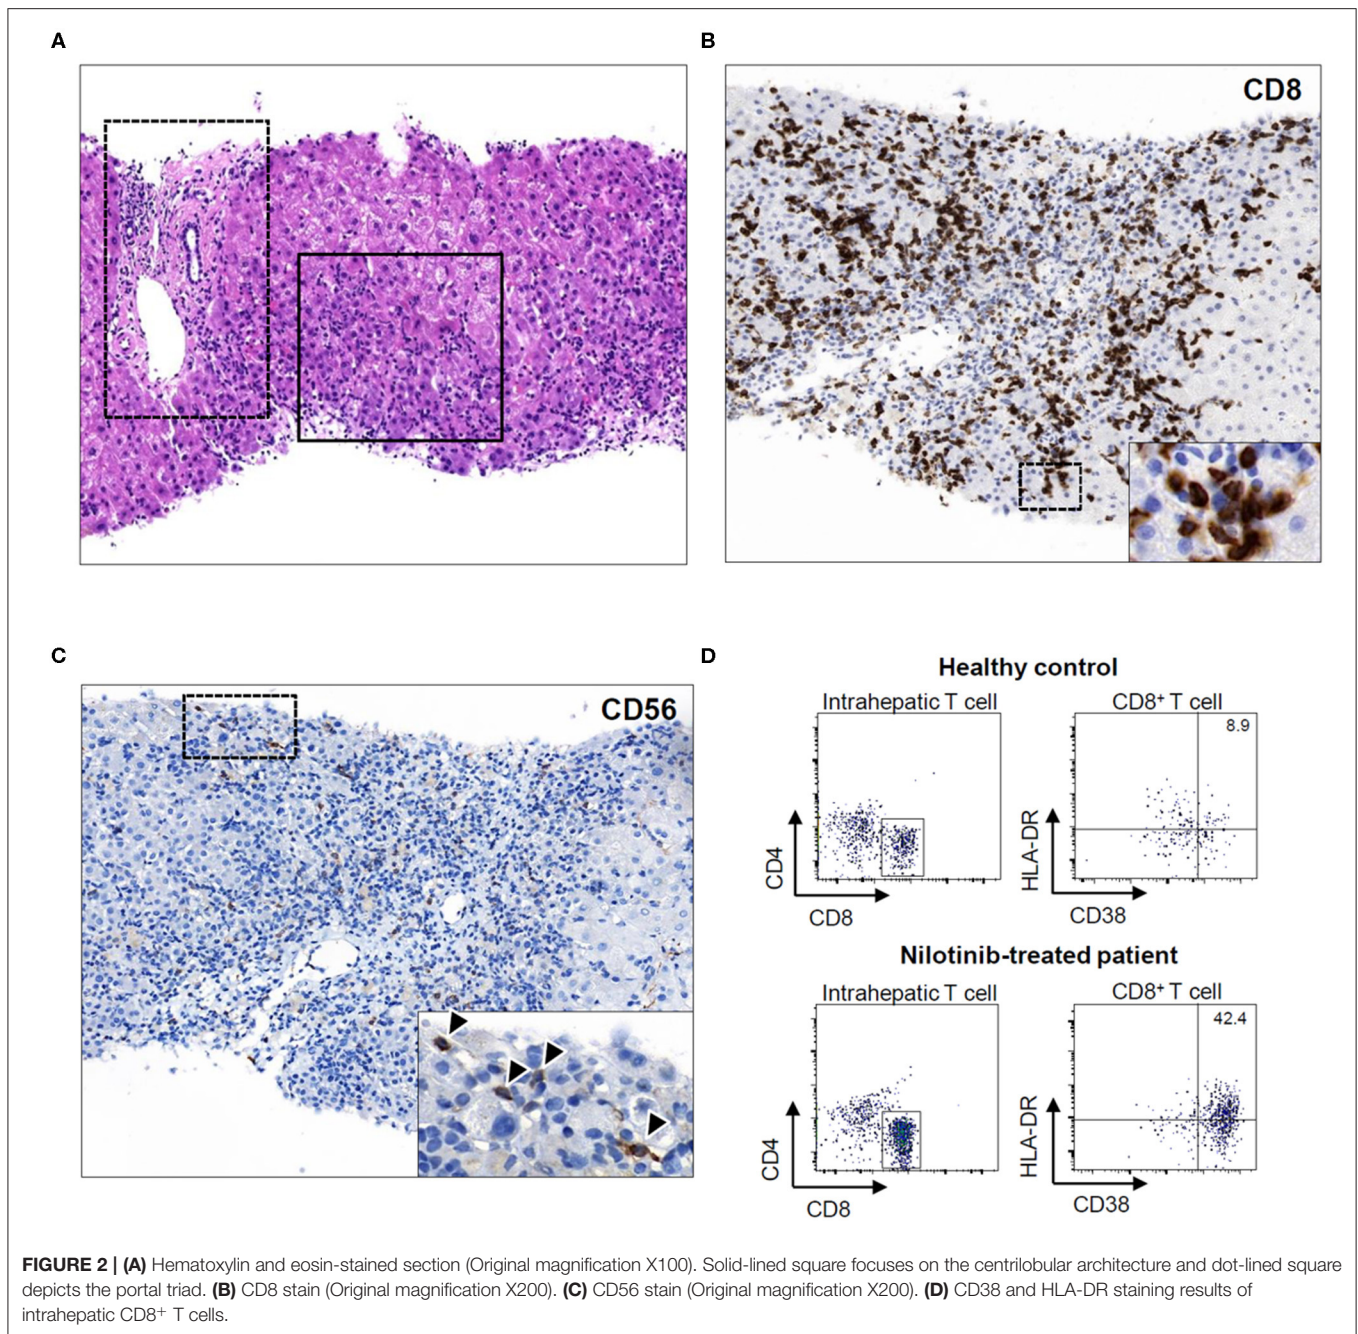 A
B
CD8
C
D
CD56
Healthy control
Intrahepatic T cell
CD8⁺ T cell
8.9
CD4
CD8
HLA-DR
CD38
Nilotinib-treated patient
Intrahepatic T cell
CD8⁺ T cell
42.4
CD4
CD8
HLA-DR
CD38
FIGURE 2 | (A) Hematoxylin and eosin-stained section (Original magnification X100). Solid-lined square focuses on the centrilobular architecture and dot-lined square
depicts the portal triad. (B) CD8 stain (Original magnification X200). (C) CD56 stain (Original magnification X200). (D) CD38 and HLA-DR staining results of
intrahepatic CD8⁺ T cells.